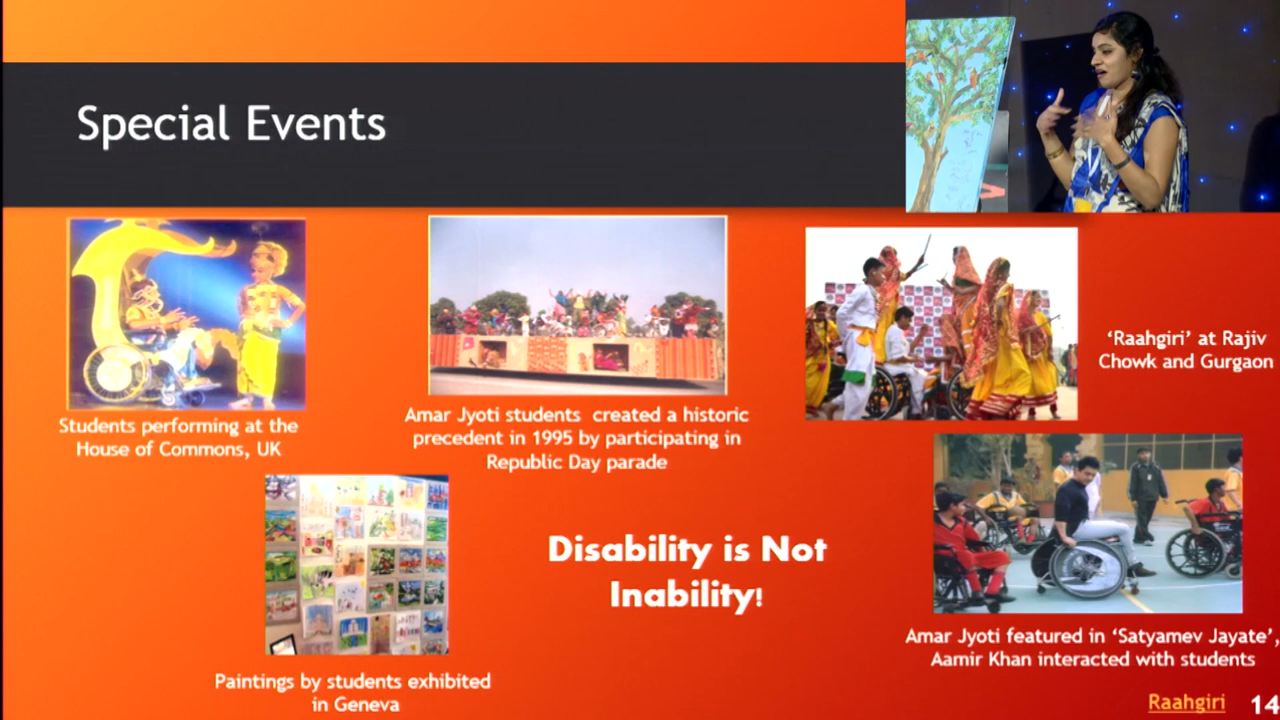 Special Events
Students performing at the
House of Commons, UK
Amar Jyoti students created a historic
precedent in 1995 by participating in
Republic Day parade
‘Raahgiri’ at Rajiv
Chowk and Gurgaon
Paintings by students exhibited
in Geneva
Disability is Not
Inability!
Amar Jyoti featured in ‘Satyamev Jayate’,
Aamir Khan interacted with students
Raahgiri
14